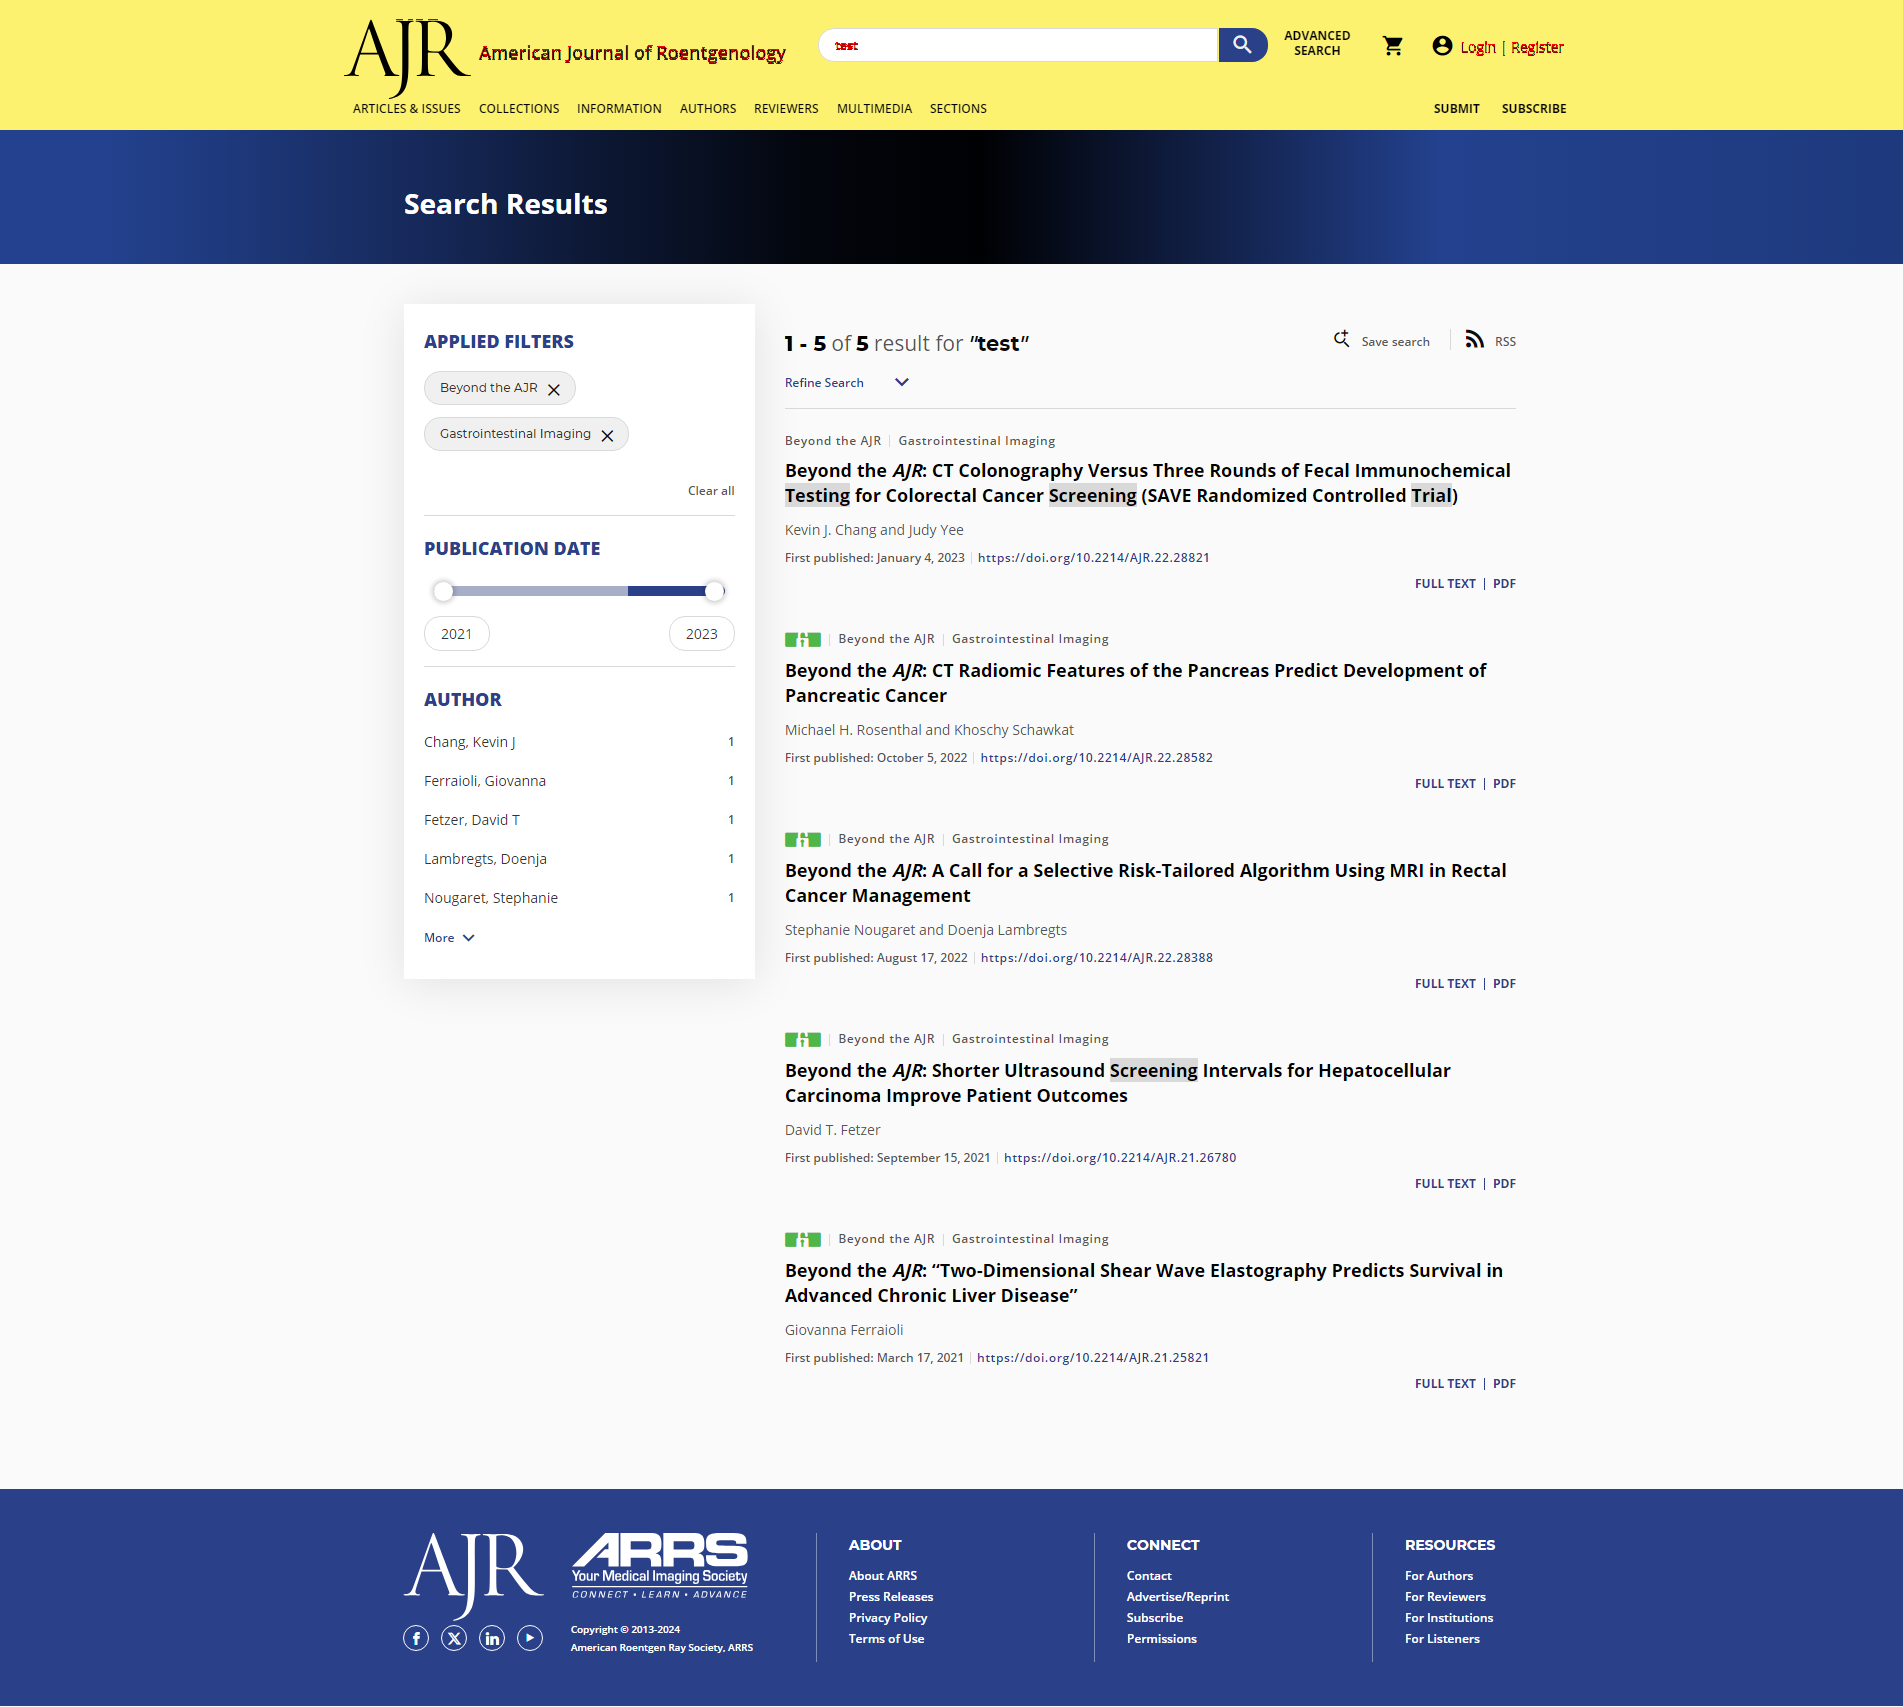 AJR American Journal of Roentgenology
test
ADVANCED
SEARCH
Login | Register
ARTICLES & ISSUES COLLECTIONS INFORMATION AUTHORS REVIEWERS MULTIMEDIA SECTIONS
SUBMIT SUBSCRIBE
Search Results
APPLIED FILTERS
Beyond the AJR
Gastrointestinal Imaging
Clear all
PUBLICATION DATE
2021 2023
AUTHOR
Chang, Kevin J 1
Ferraioli, Giovanna 1
Fetzer, David T 1
Lambregts, Doenja 1
Nougaret, Stephanie 1
More
1 - 5 of 5 result for "test"
Save search RSS
Refine Search
Beyond the AJR | Gastrointestinal Imaging
Beyond the AJR: CT Colonography Versus Three Rounds of Fecal Immunochemical
Testing for Colorectal Cancer Screening (SAVE Randomized Controlled Trial)
Kevin J. Chang and Judy Yee
First published: January 4, 2023 | https://doi.org/10.2214/AJR.22.28821
FULL TEXT | PDF
Beyond the AJR | Gastrointestinal Imaging
Beyond the AJR: CT Radiomic Features of the Pancreas Predict Development of
Pancreatic Cancer
Michael H. Rosenthal and Khoschy Schawkat
First published: October 5, 2022 | https://doi.org/10.2214/AJR.22.28582
FULL TEXT | PDF
Beyond the AJR | Gastrointestinal Imaging
Beyond the AJR: A Call for a Selective Risk-Tailored Algorithm Using MRI in Rectal
Cancer Management
Stephanie Nougaret and Doenja Lambregts
First published: August 17, 2022 | https://doi.org/10.2214/AJR.22.28388
FULL TEXT | PDF
Beyond the AJR | Gastrointestinal Imaging
Beyond the AJR: Shorter Ultrasound Screening Intervals for Hepatocellular
Carcinoma Improve Patient Outcomes
David T. Fetzer
First published: September 15, 2021 | https://doi.org/10.2214/AJR.21.26780
FULL TEXT | PDF
Beyond the AJR | Gastrointestinal Imaging
Beyond the AJR: “Two-Dimensional Shear Wave Elastography Predicts Survival in
Advanced Chronic Liver Disease”
Giovanna Ferraioli
First published: March 17, 2021 | https://doi.org/10.2214/AJR.21.25821
FULL TEXT | PDF
AJR
ARRS
Your Medical Imaging Society
CONNECT • LEARN • ADVANCE
Copyright © 2013-2024
American Roentgen Ray Society, ARRS
ABOUT
About ARRS
Press Releases
Privacy Policy
Terms of Use
CONNECT
Contact
Advertise/Reprint
Subscribe
Permissions
RESOURCES
For Authors
For Reviewers
For Institutions
For Listeners